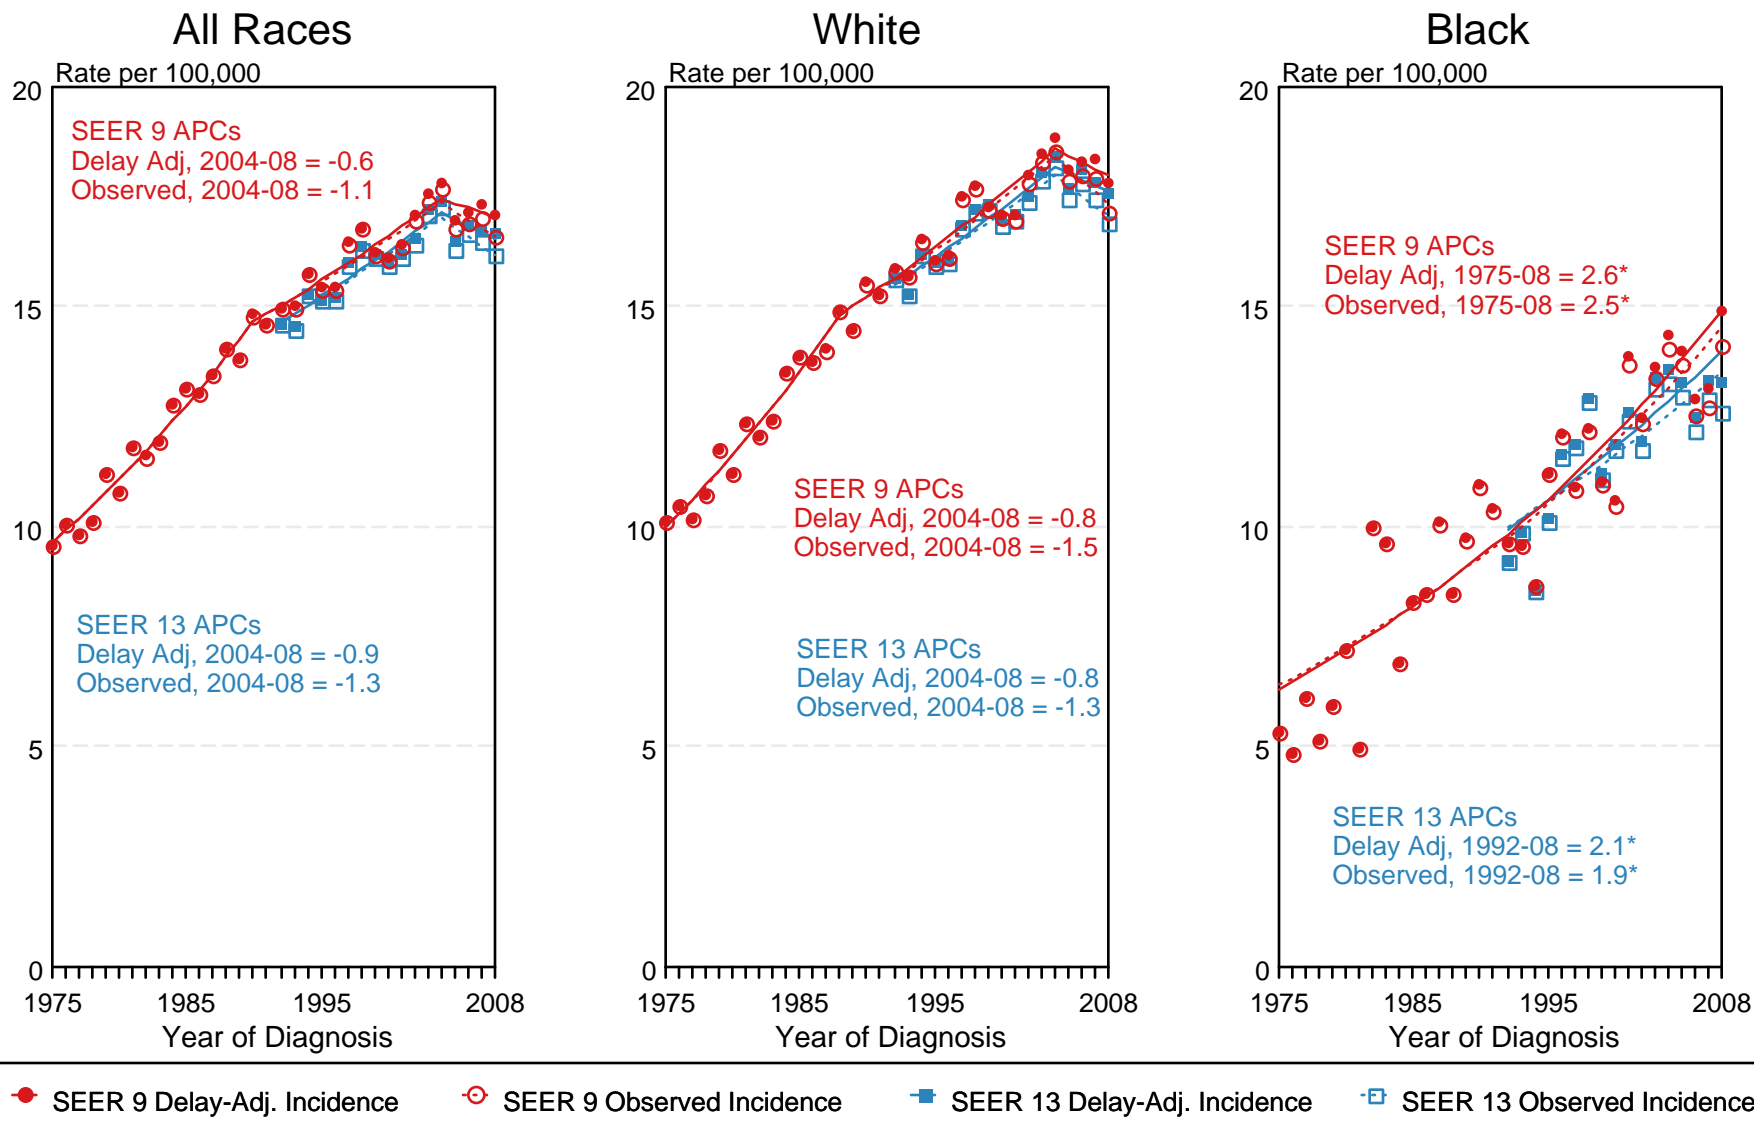 All Races
Rate per 100,000
20
15
10
5
0
SEER 9 APCs
Delay Adj, 2004-08 = -0.6
Observed, 2004-08 = -1.1
SEER 13 APCs
Delay Adj, 2004-08 = -0.9
Observed, 2004-08 = -1.3
1975 1985 1995 2008
Year of Diagnosis
White
Rate per 100,000
20
15
10
5
0
SEER 9 APCs
Delay Adj, 2004-08 = -0.8
Observed, 2004-08 = -1.5
SEER 13 APCs
Delay Adj, 2004-08 = -0.8
Observed, 2004-08 = -1.3
1975 1985 1995 2008
Year of Diagnosis
Black
Rate per 100,000
20
15
10
5
0
SEER 9 APCs
Delay Adj, 1975-08 = 2.6*
Observed, 1975-08 = 2.5*
SEER 13 APCs
Delay Adj, 1992-08 = 2.1*
Observed, 1992-08 = 1.9*
1975 1985 1995 2008
Year of Diagnosis
SEER 9 Delay-Adj. Incidence
SEER 9 Observed Incidence
SEER 13 Delay-Adj. Incidence
SEER 13 Observed Incidence